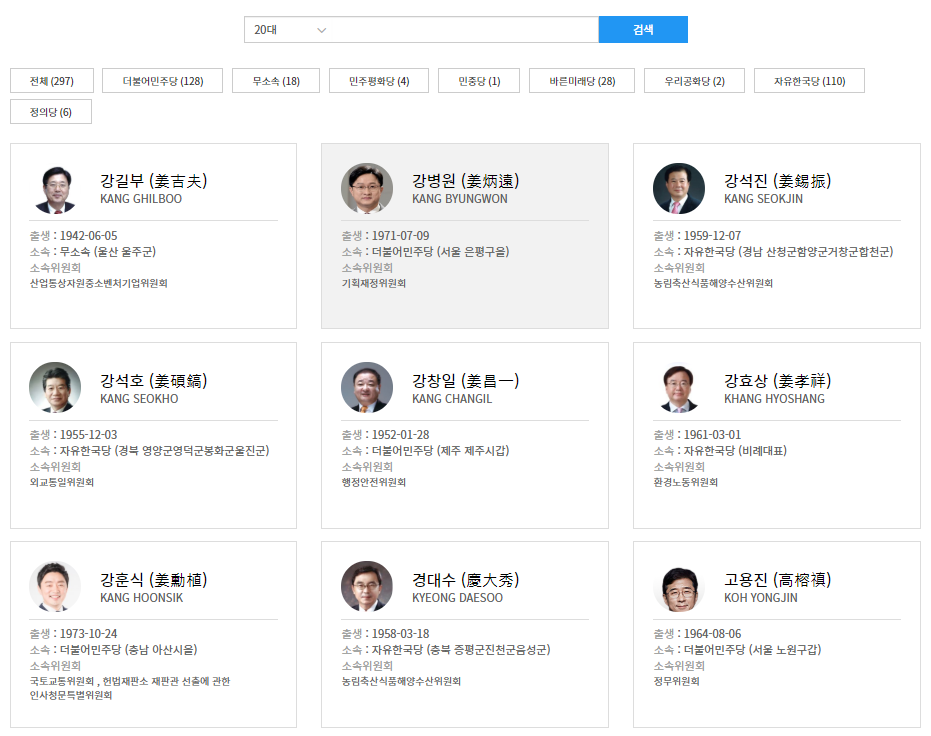 20대
검색
전체 (297)
더불어민주당 (128)
무소속 (18)
민주평화당 (4)
민중당 (1)
바른미래당 (28)
우리공화당 (2)
자유한국당 (110)
정의당 (6)
강길부 (姜吉夫)
KANG GHILBOO
출생 : 1942-06-05
소속 : 무소속 (울산 울주군)
소속위원회
산업통상자원중소벤처기업위원회
강병원 (姜炳遠)
KANG BYUNGWON
출생 : 1971-07-09
소속 : 더불어민주당 (서울 은평구을)
소속위원회
기획재정위원회
강석진 (姜錫振)
KANG SEOKJIN
출생 : 1959-12-07
소속 : 자유한국당 (경남 산청군함양군거창군합천군)
소속위원회
농림축산식품해양수산위원회
강석호 (姜碩鎬)
KANG SEOKHO
출생 : 1955-12-03
소속 : 자유한국당 (경북 영양군영덕군봉화군울진군)
소속위원회
외교통일위원회
강창일 (姜昌一)
KANG CHANGIL
출생 : 1952-01-28
소속 : 더불어민주당 (제주 제주시갑)
소속위원회
행정안전위원회
강효상 (姜孝祥)
KHANG HYOSHANG
출생 : 1961-03-01
소속 : 자유한국당 (비례대표)
소속위원회
환경노동위원회
강훈식 (姜勳植)
KANG HOONSIK
출생 : 1973-10-24
소속 : 더불어민주당 (충남 아산시을)
소속위원회
국토교통위원회 , 헌법재판소 재판관 선출에 관한
인사청문특별위원회
경대수 (慶大秀)
KYEONG DAESOO
출생 : 1958-03-18
소속 : 자유한국당 (충북 증평군진천군음성군)
소속위원회
농림축산식품해양수산위원회
고용진 (高榕禛)
KOH YONGJIN
출생 : 1964-08-06
소속 : 더불어민주당 (서울 노원구갑)
소속위원회
정무위원회